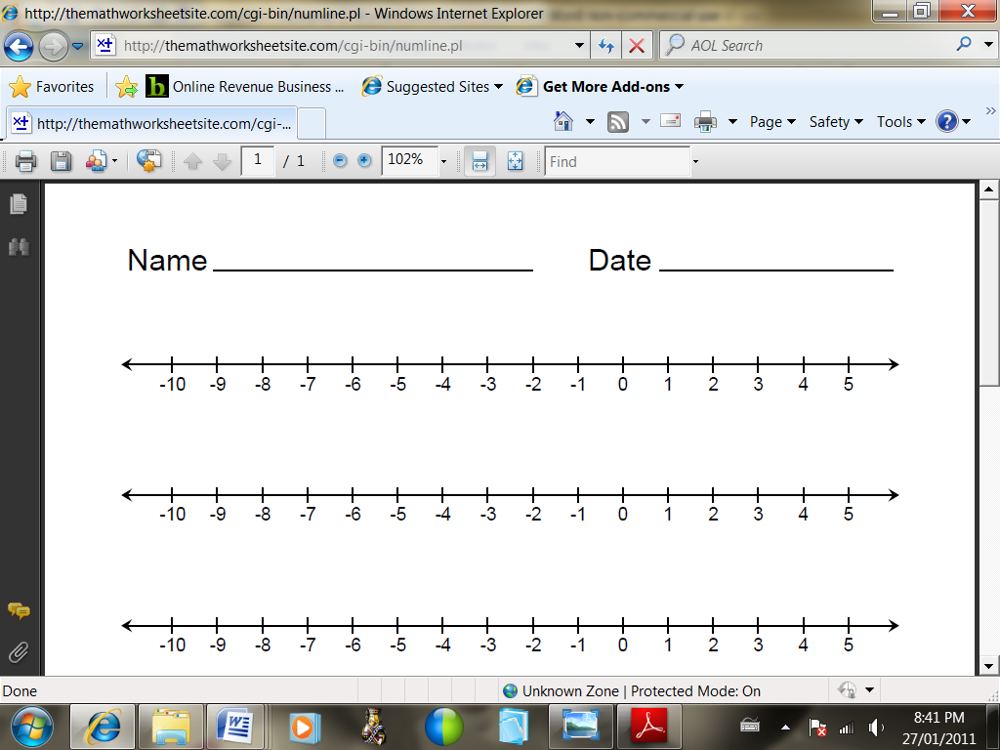 http://themathworksheetsite.com/cgi-bin/numline.pl - Windows Internet Explorer
http://themathworksheetsite.com/cgi-bin/numline.pl AOL Search
Favorites b Online Revenue Business ... Suggested Sites Get More Add-ons
http://themathworksheetsite.com/cgi-... Page Safety Tools
1 / 1 102% Find
Name Date
-10 -9 -8 -7 -6 -5 -4 -3 -2 -1 0 1 2 3 4 5
-10 -9 -8 -7 -6 -5 -4 -3 -2 -1 0 1 2 3 4 5
-10 -9 -8 -7 -6 -5 -4 -3 -2 -1 0 1 2 3 4 5
Done Unknown Zone | Protected Mode: On
8:41 PM
27/01/2011